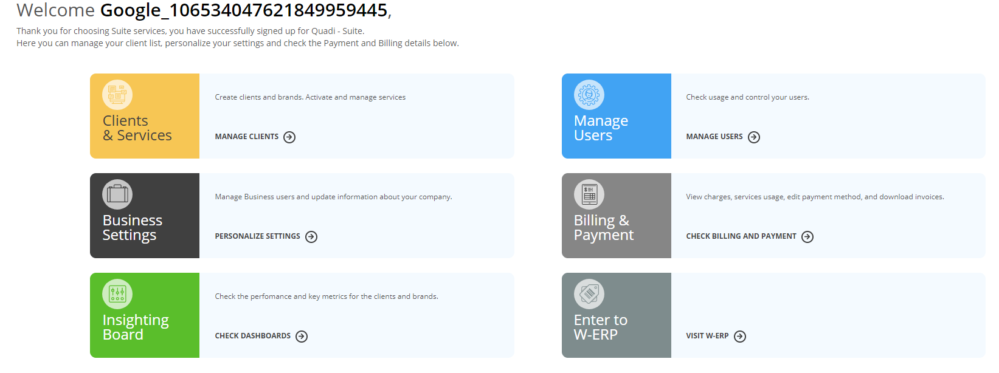 Welcome Google_106534047621849959445,
Thank you for choosing Suite services, you have successfully signed up for Quadi - Suite.
Here you can manage your client list, personalize your settings and check the Payment and Billing details below.
Clients
& Services
Create clients and brands. Activate and manage services
MANAGE CLIENTS
Manage
Users
Check usage and control your users.
MANAGE USERS
Business
Settings
Manage Business users and update information about your company.
PERSONALIZE SETTINGS
Billing &
Payment
View charges, services usage, edit payment method, and download invoices.
CHECK BILLING AND PAYMENT
Insighting
Board
Check the perfomance and key metrics for the clients and brands.
CHECK DASHBOARDS
Enter to
W-ERP
VISIT W-ERP